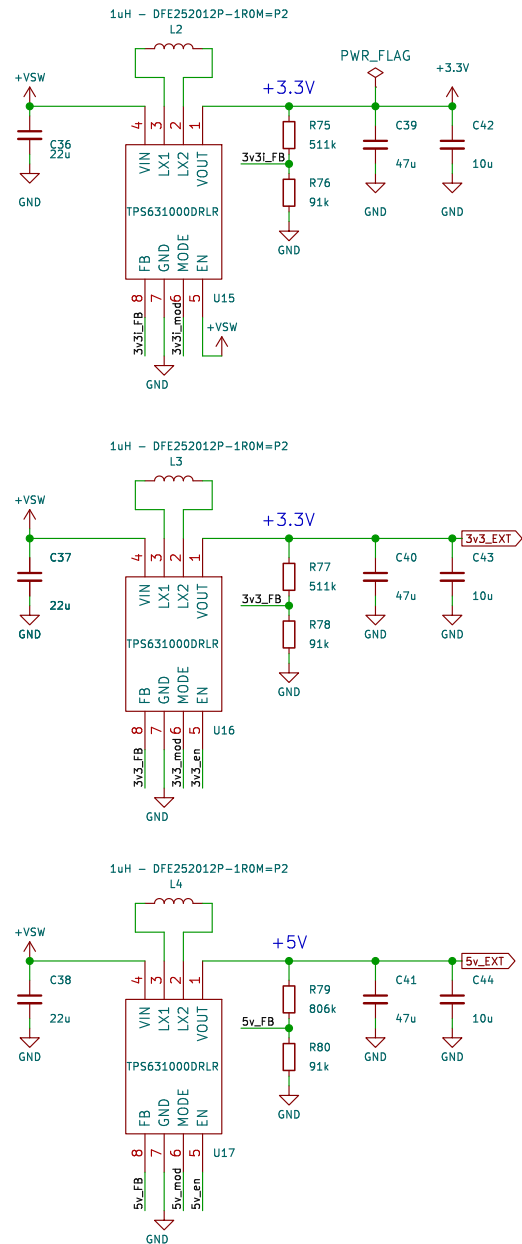 1uH - DFE252012P-1R0M=P2
L2
PWR_FLAG
+VSW
+3.3V
+3.3V
C36
22u
GND
4
3
2
1
VIN
LX1
LX2
VOUT
TPS631000DRLR
FB
GND
MODE
EN
8
7
6
5
U15
3v3i_FB
3v3i_mod
+VSW
GND
R75
511k
3v3i_FB
R76
91k
GND
C39
47u
GND
C42
10u
GND
1uH - DFE252012P-1R0M=P2
L3
+VSW
+3.3V
3v3_EXT
C37
22u
GND
4
3
2
1
VIN
LX1
LX2
VOUT
TPS631000DRLR
FB
GND
MODE
EN
8
7
6
5
U16
3v3_FB
3v3_mod
3v3_en
GND
R77
511k
3v3_FB
R78
91k
GND
C40
47u
GND
C43
10u
GND
1uH - DFE252012P-1R0M=P2
L4
+VSW
+5V
5v_EXT
C38
22u
GND
4
3
2
1
VIN
LX1
LX2
VOUT
TPS631000DRLR
FB
GND
MODE
EN
8
7
6
5
U17
5v_FB
5v_mod
5v_en
GND
R79
806k
5v_FB
R80
91k
GND
C41
47u
GND
C44
10u
GND